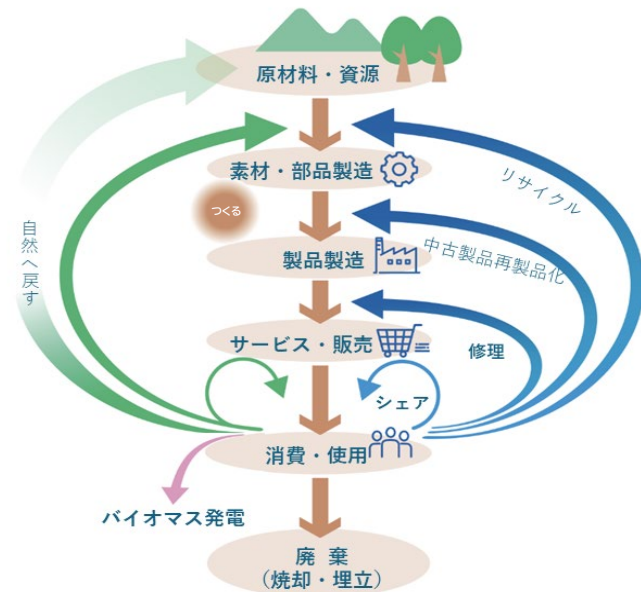 原材料・資源
素材・部品製造
つくる
リサイクル
自然へ戻す
中古製品再製品化
製品製造
サービス・販売
修理
シェア
消費・使用
バイオマス発電
廃 棄
(焼却・埋立)